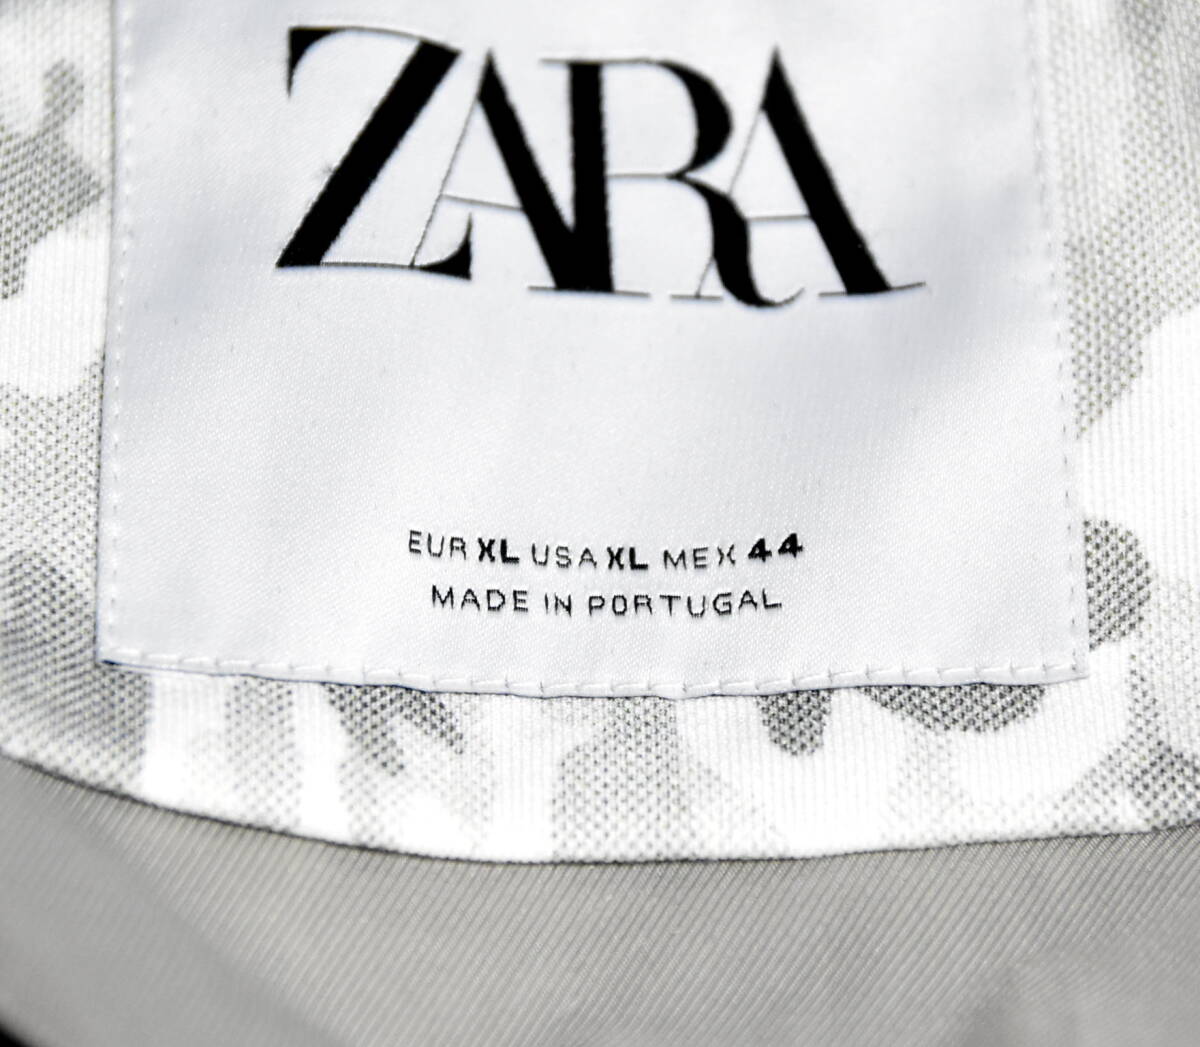 ZARA
EUR XL USA XL MEX 44
MADE IN PORTUGAL